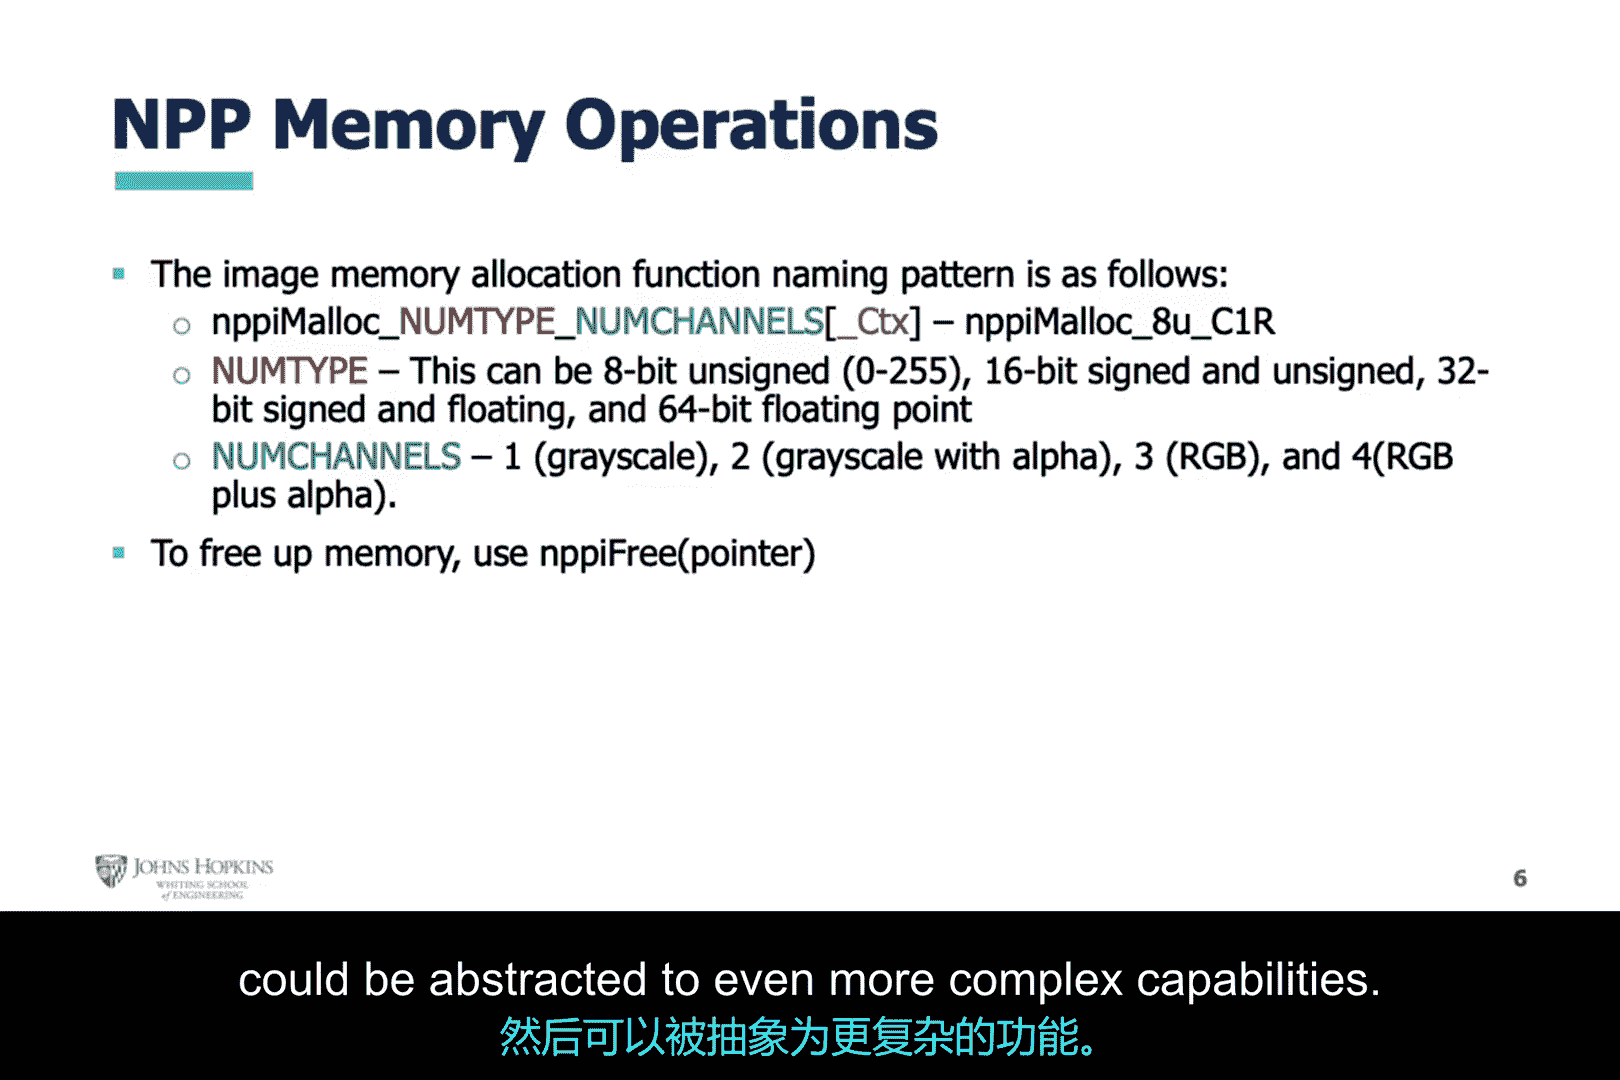 NPP Memory Operations
The image memory allocation function naming pattern is as follows:
nppiMalloc_NUMTYPE_NUMCHANNELS[_Ctx] – nppiMalloc_8u_C1R
NUMTYPE – This can be 8-bit unsigned (0-255), 16-bit signed and unsigned, 32-
bit signed and floating, and 64-bit floating point
NUMCHANNELS – 1 (grayscale), 2 (grayscale with alpha), 3 (RGB), and 4(RGB
plus alpha).
To free up memory, use nppiFree(pointer)
JOHNS HOPKINS
WHITING SCHOOL
of ENGINEERING
6
could be abstracted to even more complex capabilities.
然后可以被抽象为更复杂的功能。